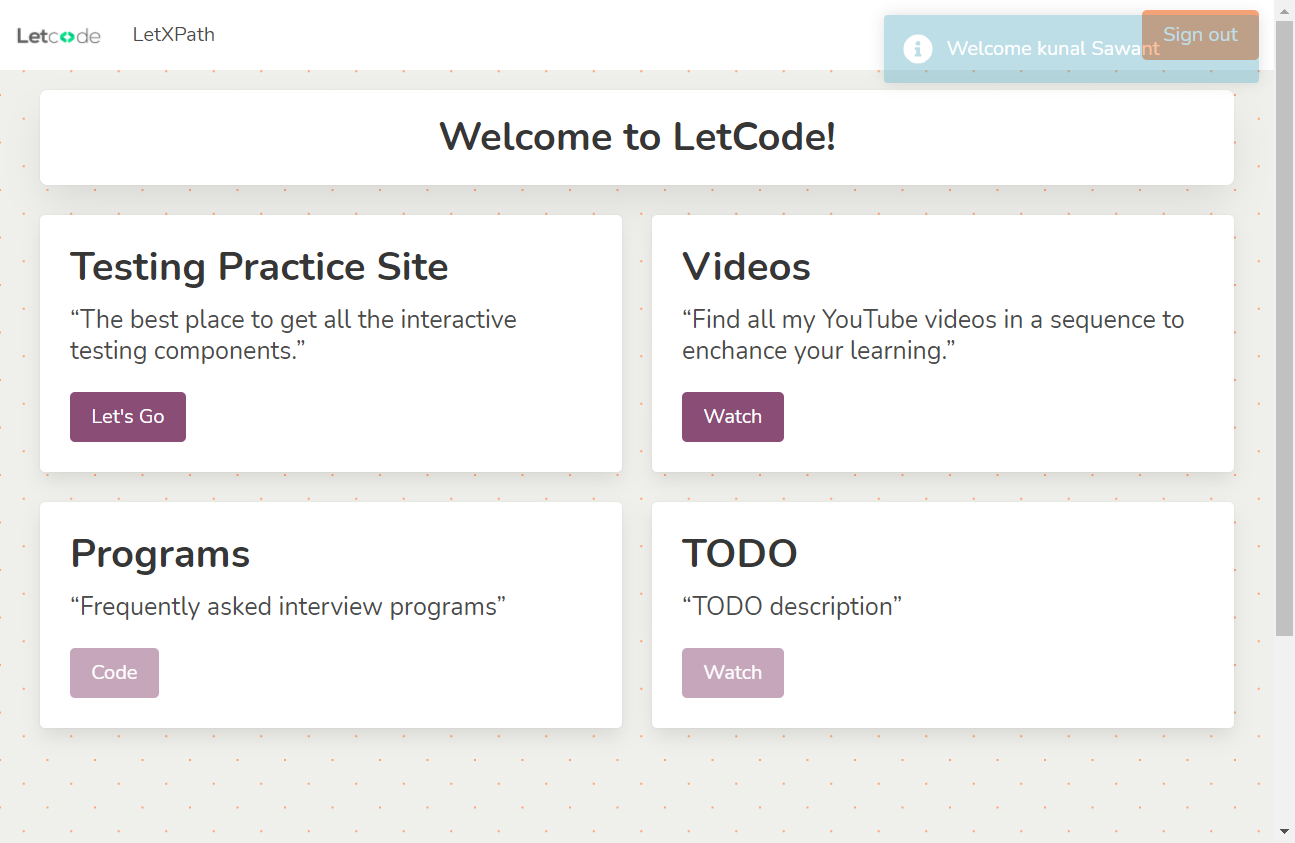 Letcode
LetXPath
Sign out
Welcome kunal Sawant
Welcome to LetCode!
Testing Practice Site
“The best place to get all the interactive
testing components.”
Let's Go
Videos
“Find all my YouTube videos in a sequence to
enchance your learning.”
Watch
Programs
“Frequently asked interview programs”
Code
TODO
“TODO description”
Watch